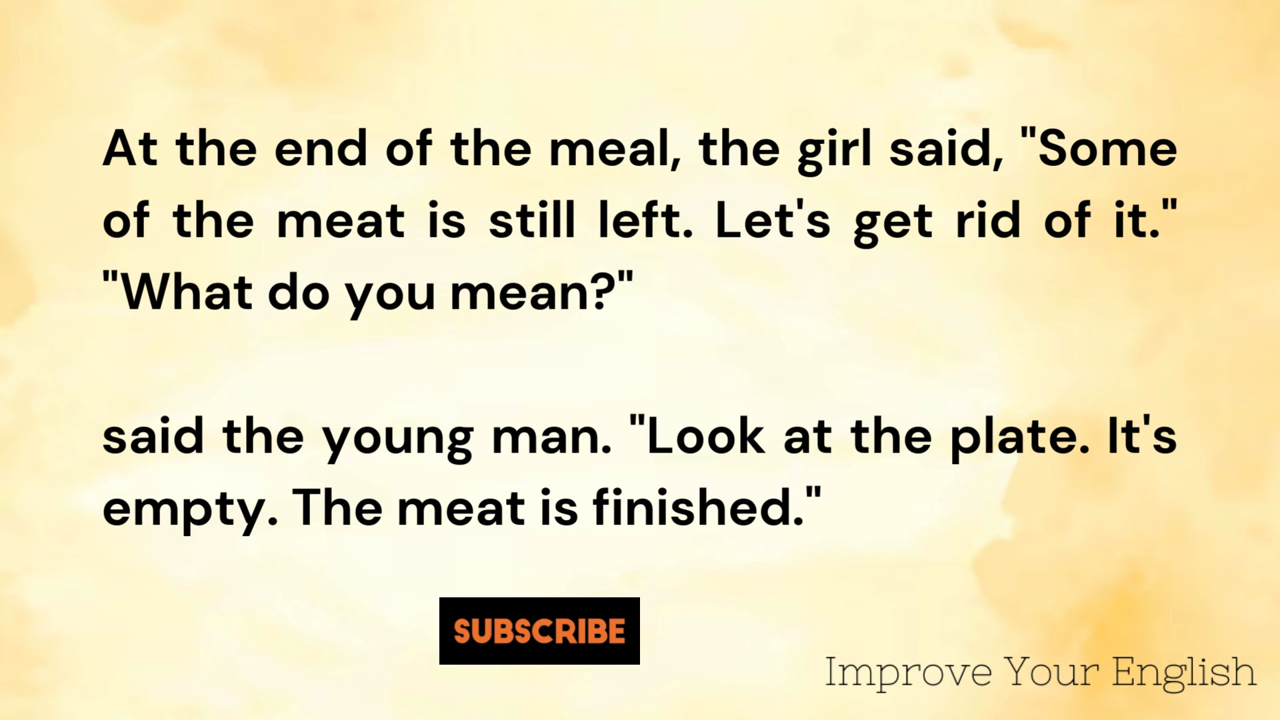 At the end of the meal, the girl said, "Some
of the meat is still left. Let's get rid of it."
"What do you mean?"
said the young man. "Look at the plate. It's
empty. The meat is finished."
SUBSCRIBE
Improve Your English